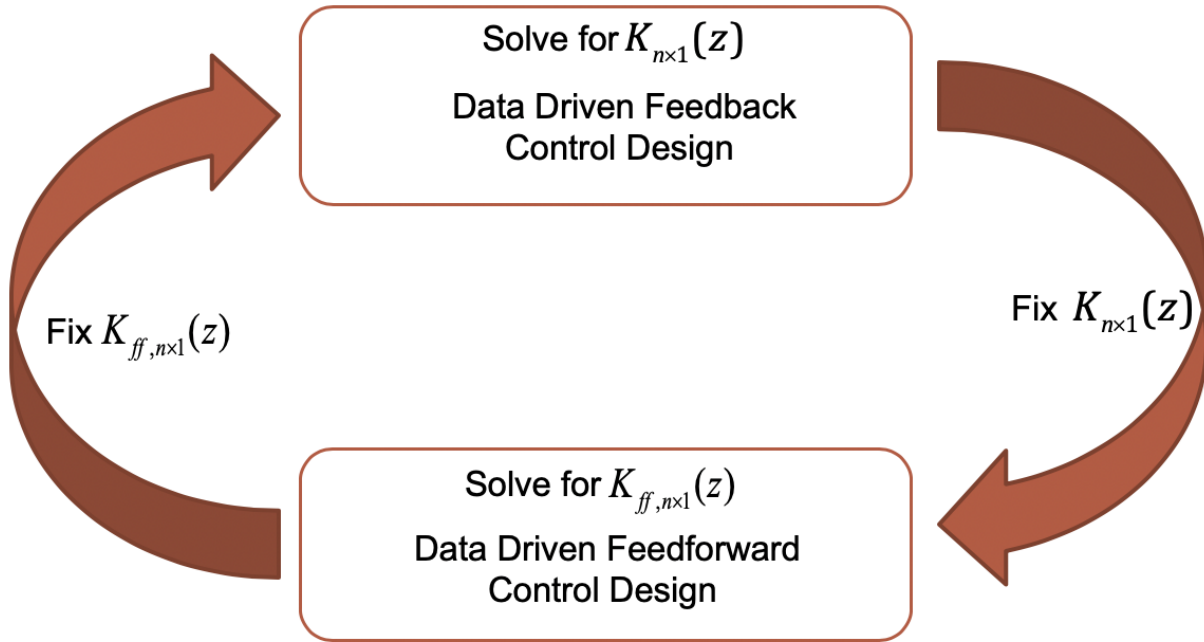 Solve for K_{n×1}(z)
Data Driven Feedback
Control Design
Fix K_{ff,n×1}(z)
Fix K_{n×1}(z)
Solve for K_{ff,n×1}(z)
Data Driven Feedforward
Control Design